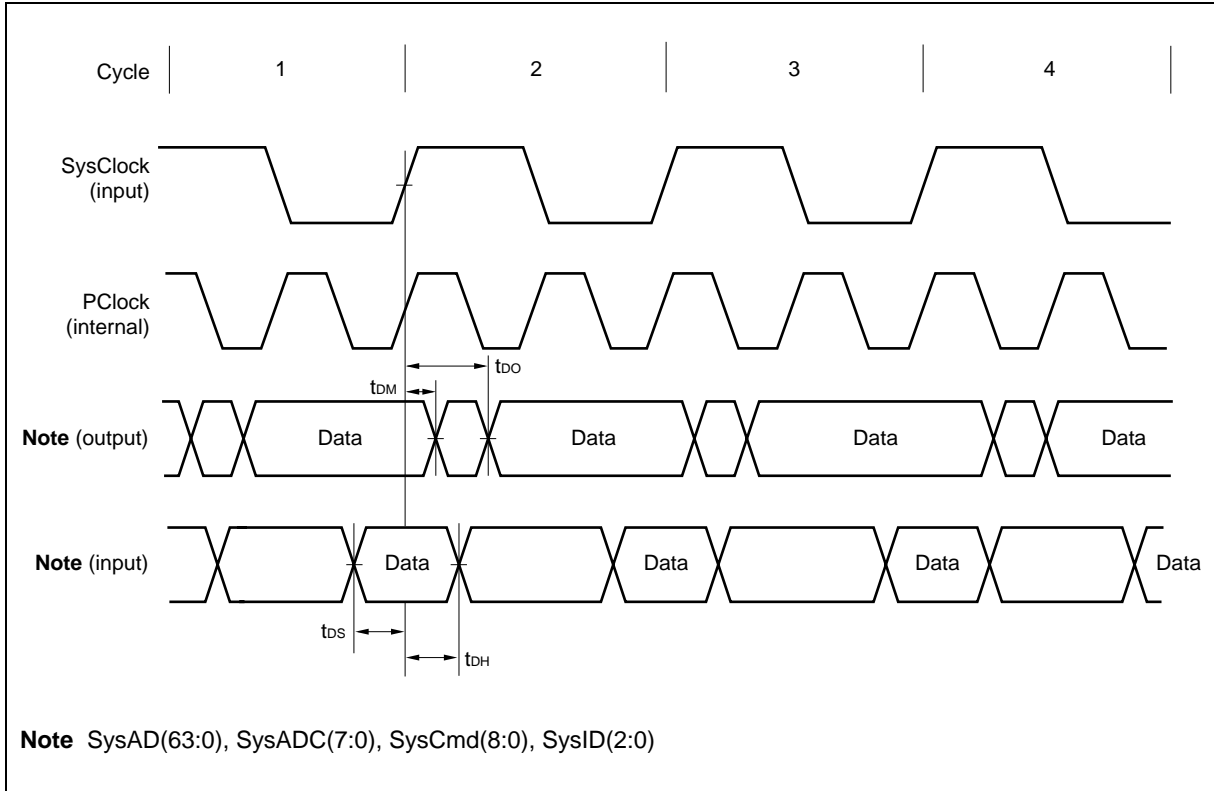 Cycle 1 2 3 4
SysClock
(input)
PClock
(internal)
tDO
tDM
Note (output) Data Data Data Data
Note (input) Data Data Data Data
tDS
tDH
Note SysAD(63:0), SysADC(7:0), SysCmd(8:0), SysID(2:0)